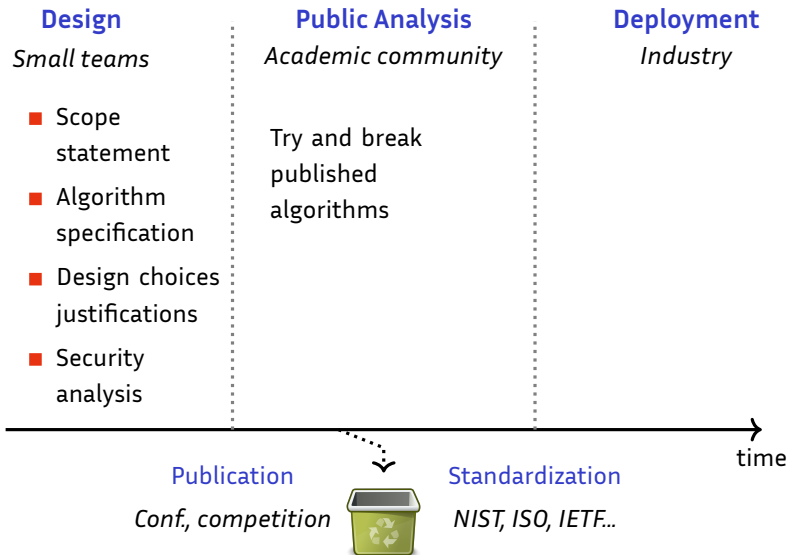 Design
Small teams
Scope
statement
Algorithm
specification
Design choices
justifications
Security
analysis
Public Analysis
Academic community
Try and break
published
algorithms
Deployment
Industry
time
Publication
Conf., competition
Standardization
NIST, ISO, IETF...